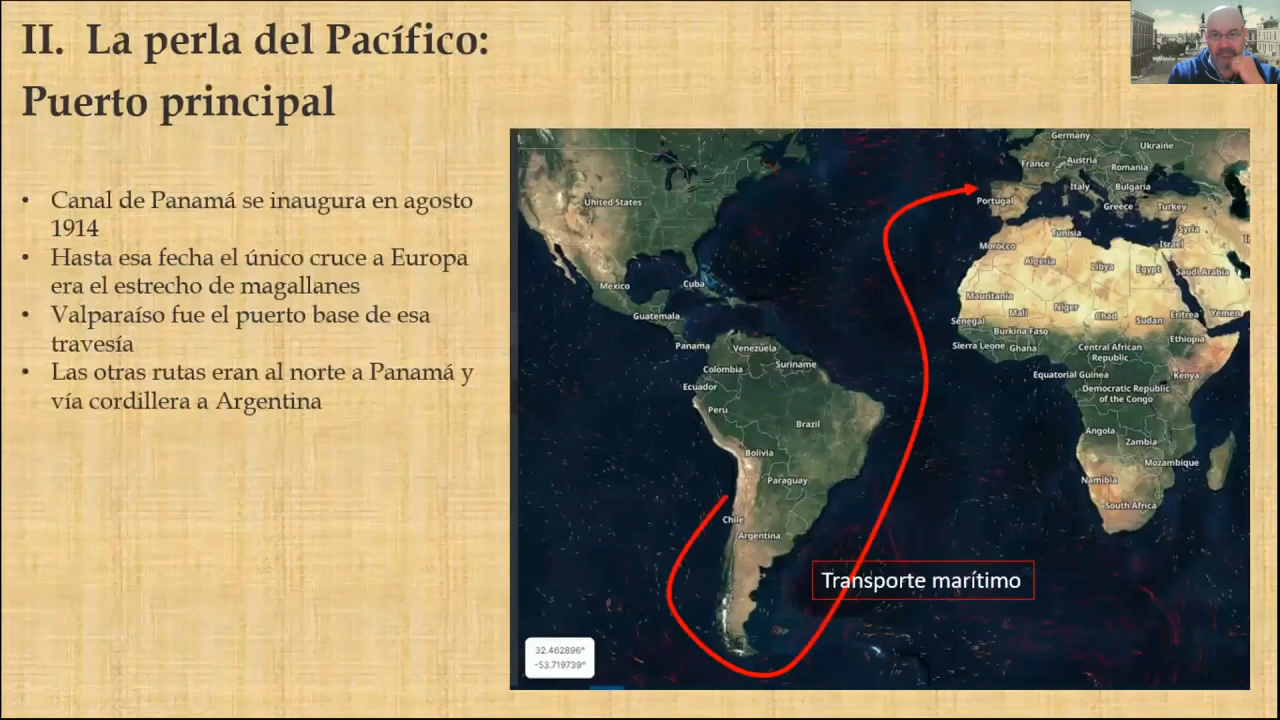 II.  La perla del Pacífico:
Puerto principal
• Canal de Panamá se inaugura en agosto
1914
• Hasta esa fecha el único cruce a Europa
era el estrecho de magallanes
• Valparaíso fue el puerto base de esa
travesía
• Las otras rutas eran al norte a Panamá y
vía cordillera a Argentina
Germany
Ukraine
France
Austria
Romania
Italy
Bulgaria
Portugal
Greece
Turkey
United States
Syria
Tunisia
Morocco
Israel
Algeria
Libya
Egypt
Saudi Arabia
Mexico
Cuba
Mauritania
Niger
Mali
Chad
Sudan
Eritrea
Yemen
Guatemala
Senegal
Burkina Faso
Ethiopia
Panama
Venezuela
Sierra Leone
Ghana
Central African
Republic
Suriname
Colombia
Equatorial Guinea
Kenya
Ecuador
Democratic Republic
of the Congo
Peru
Brazil
Angola
Zambia
Bolivia
Mozambique
Paraguay
Namibia
South Africa
Chile
Argentina
Transporte marítimo
32.462896°
-53.719739°